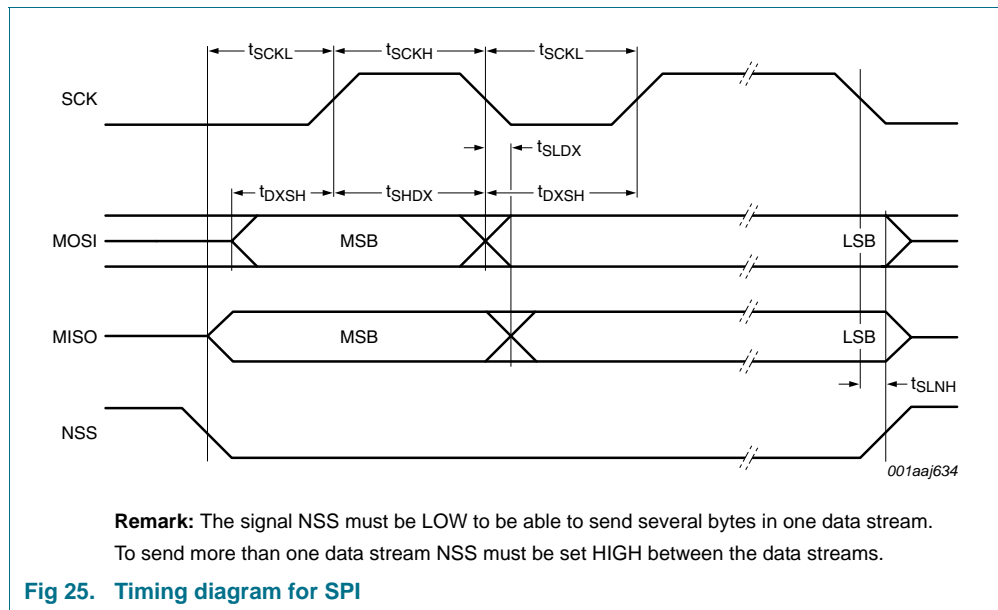 tSCKL tSCKH tSCKL
SCK
tSLDX
tDXSH tSHDX tDXSH
MOSI MSB LSB
MISO MSB LSB
tSLNH
NSS
001aaj634
Remark: The signal NSS must be LOW to be able to send several bytes in one data stream.
To send more than one data stream NSS must be set HIGH between the data streams.
Fig 25. Timing diagram for SPI